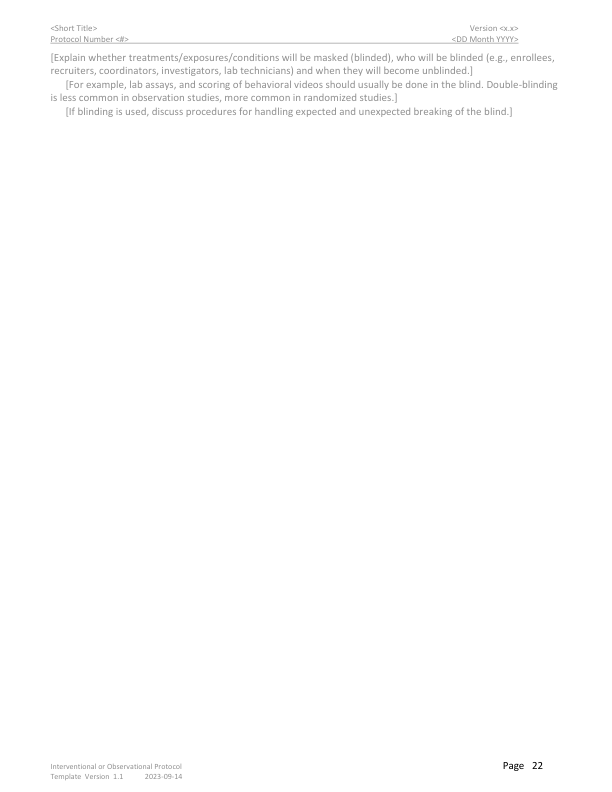 <Short Title> Version <x.x>
Protocol Number <#> <DD Month YYYY>
[Explain whether treatments/exposures/conditions will be masked (blinded), who will be blinded (e.g., enrollees,
recruiters, coordinators, investigators, lab technicians) and when they will become unblinded.]
[For example, lab assays, and scoring of behavioral videos should usually be done in the blind. Double-blinding
is less common in observation studies, more common in randomized studies.]
[If blinding is used, discuss procedures for handling expected and unexpected breaking of the blind.]
Interventional or Observational Protocol Page 22
Template Version 1.1 2023-09-14